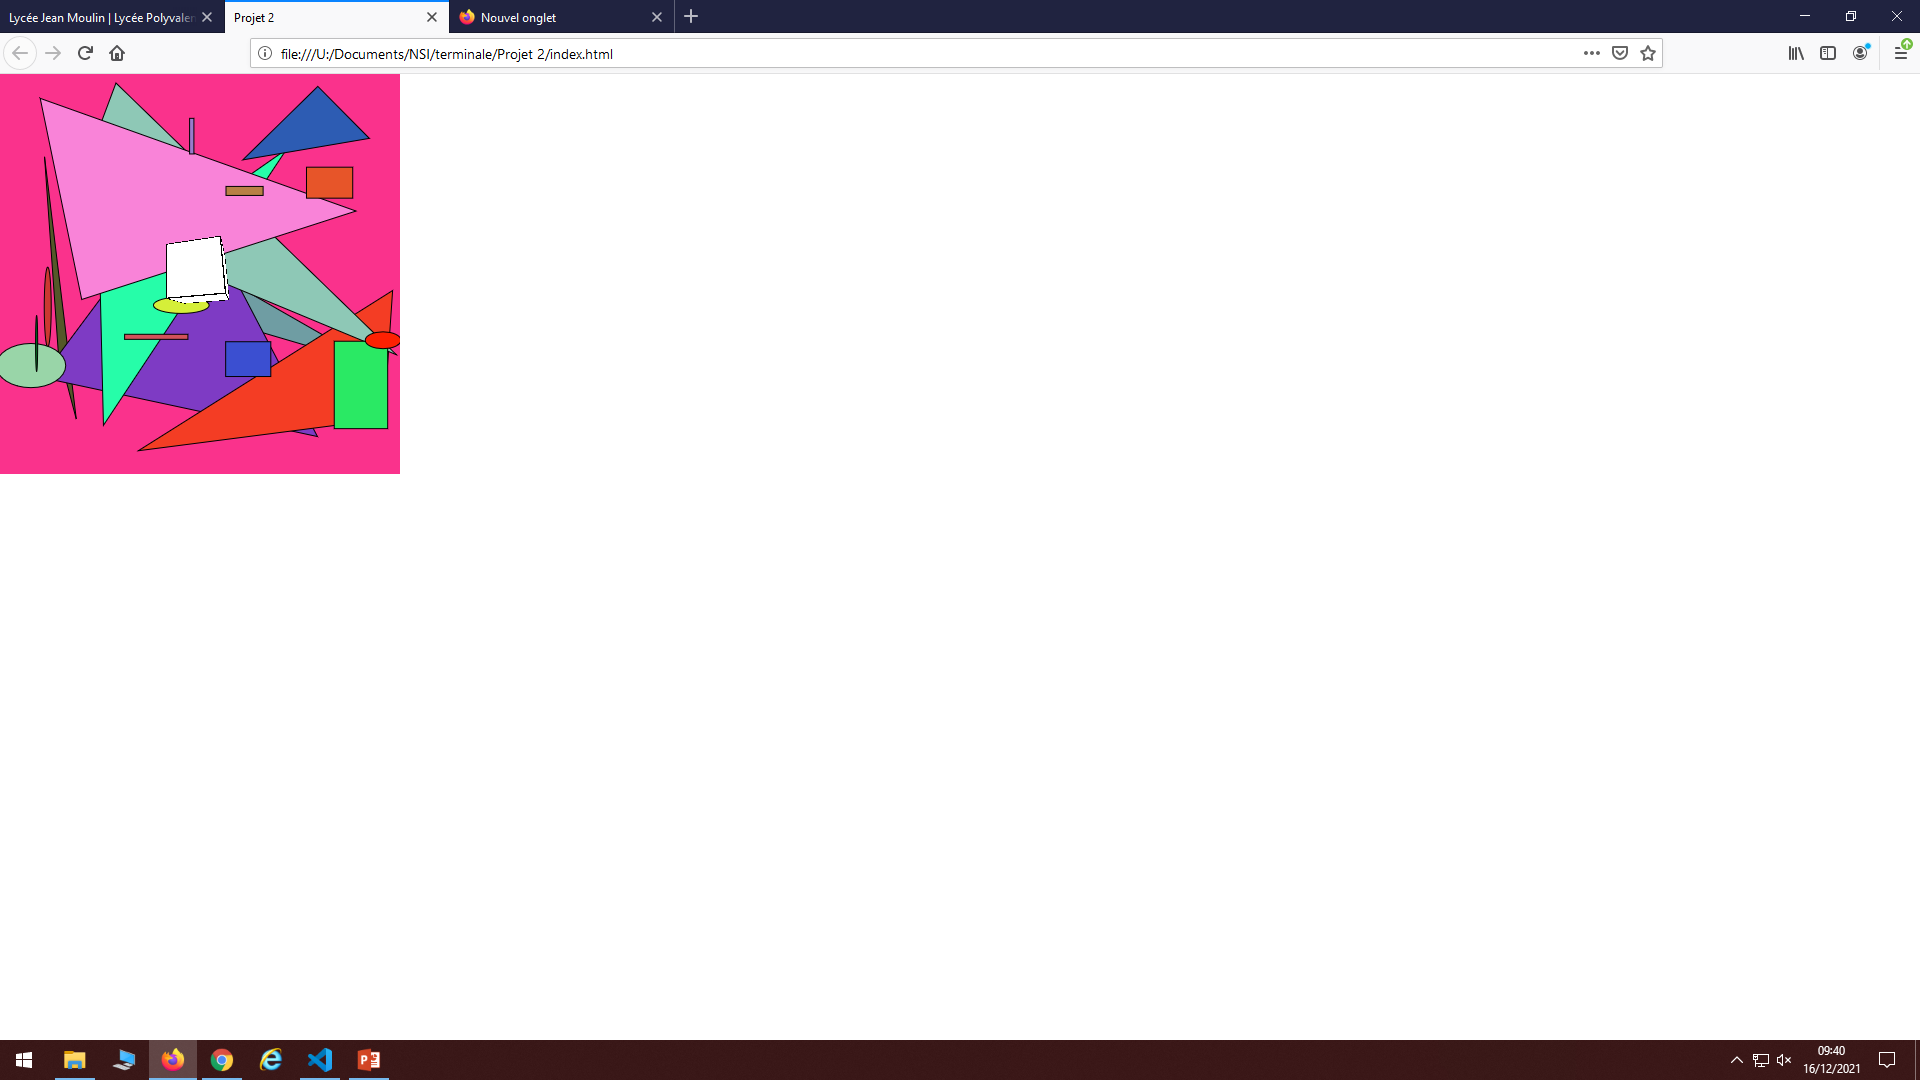 Lycée Jean Moulin | Lycée Polyvalen
Projet 2
Nouvel onglet
file:///U:/Documents/NSI/terminale/Projet 2/index.html
09:40
16/12/2021